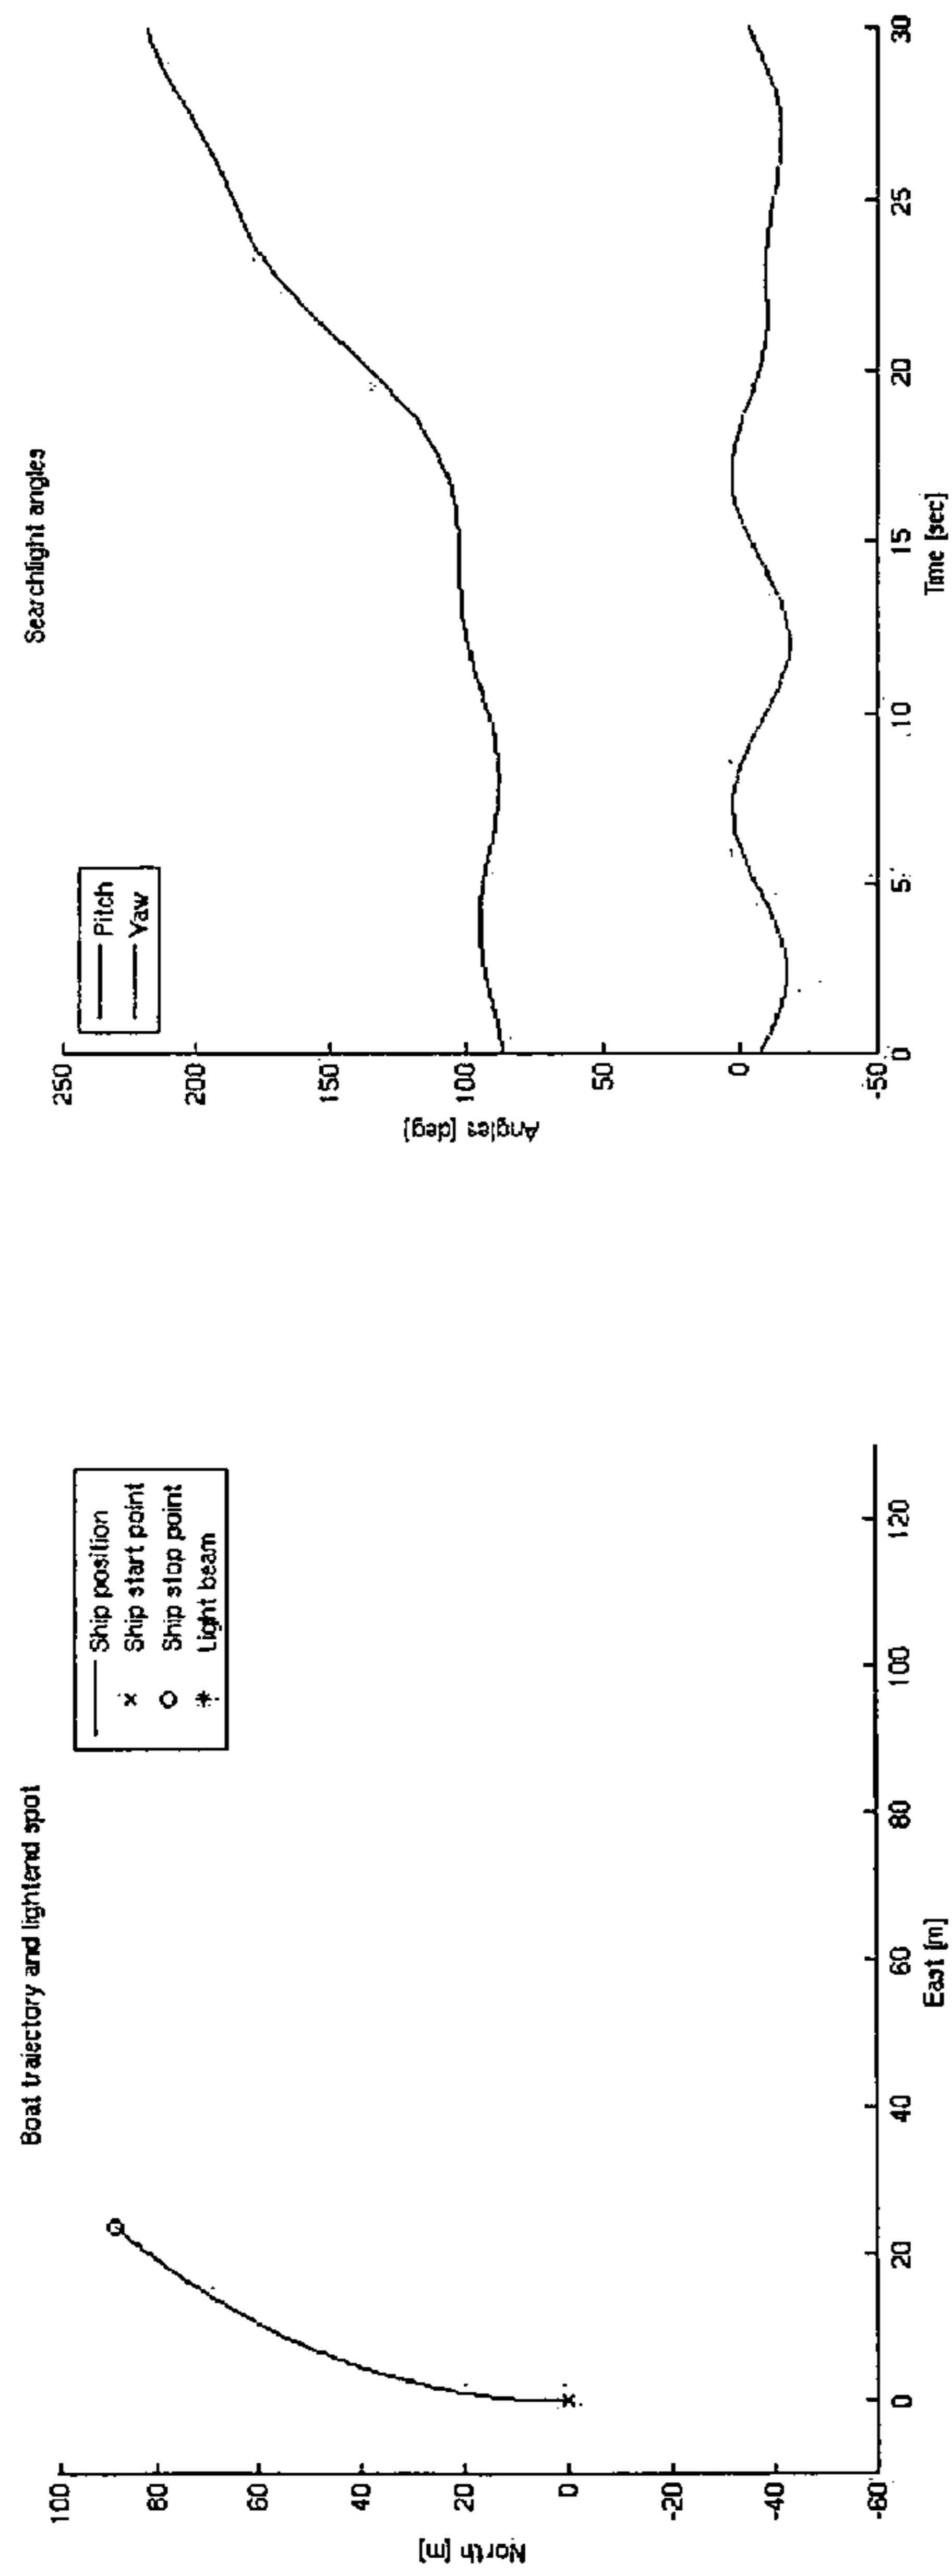 Boat trajectory and lightend spot
North [m]
100
80
60
40
20
0
-20
-40
-60
0
20
40
60
80
100
120
East [m]
Ship position
Ship start point
Ship stop point
Light beam
Searchlight angles
Angles [deg]
250
200
150
100
50
0
-50
0
5
10
15
20
25
30
Time [sec]
Pitch
Yaw